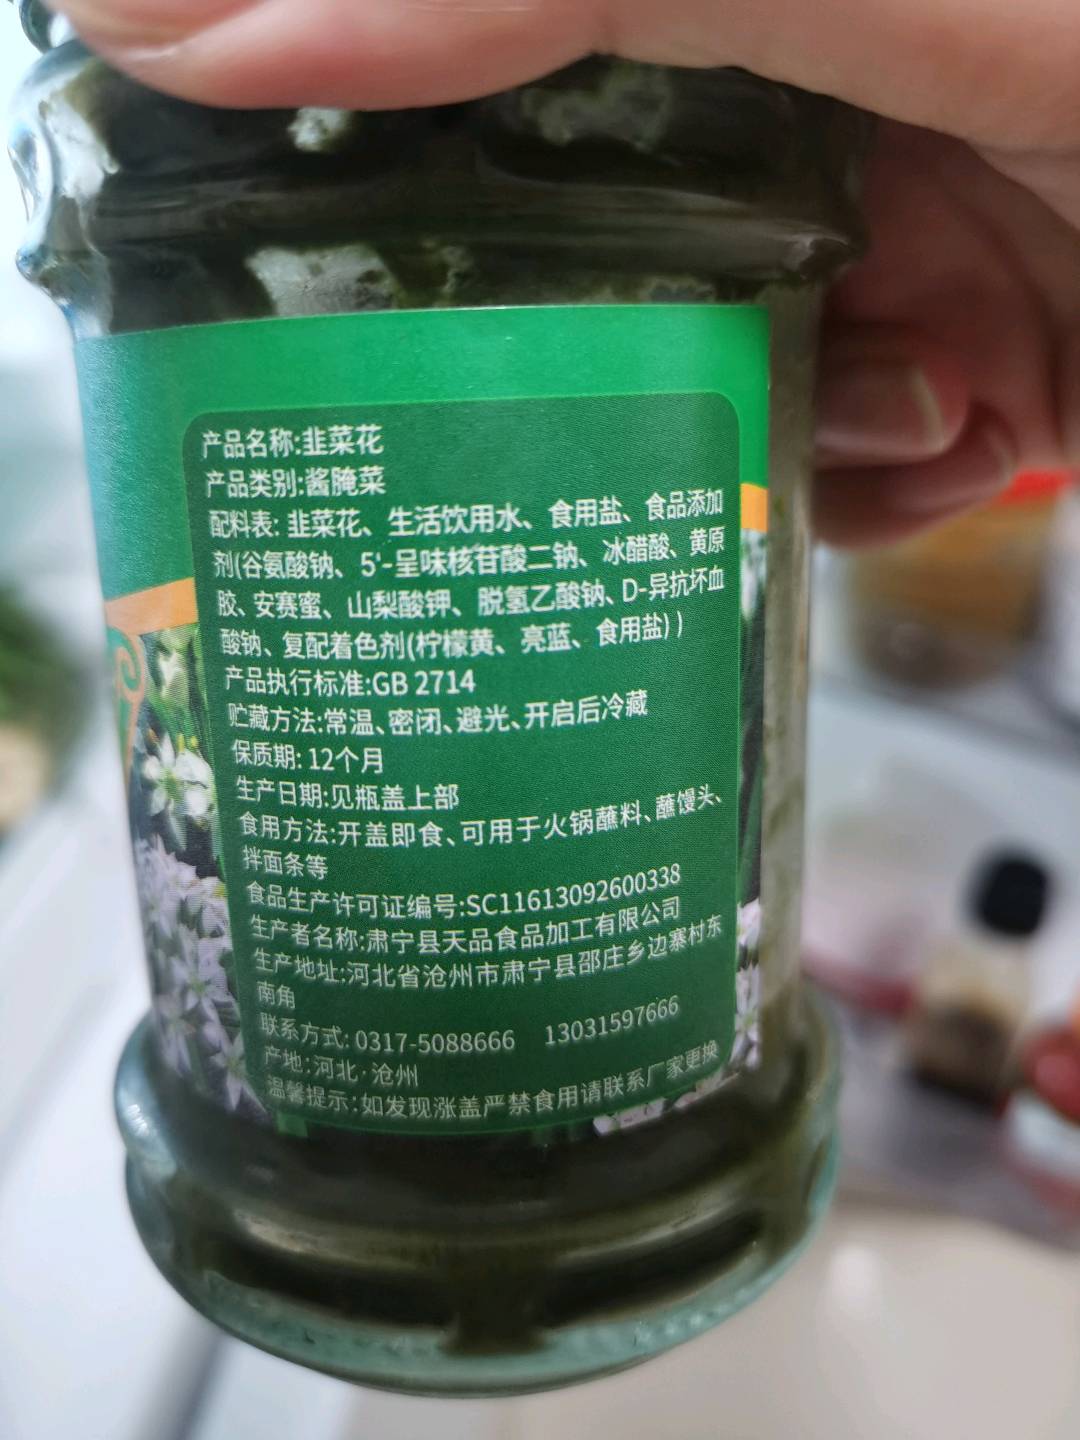 产品名称:韭菜花
产品类别:酱腌菜
配料表: 韭菜花、生活饮用水、食用盐、食品添加
剂(谷氨酸钠、5'-呈味核苷酸二钠、冰醋酸、黄原
胶、安赛蜜、山梨酸钾、脱氢乙酸钠、D-异抗坏血
酸钠、复配着色剂(柠檬黄、亮蓝、食用盐))
产品执行标准:GB 2714
贮藏方法:常温、密闭、避光、开启后冷藏
保质期: 12个月
生产日期:见瓶盖上部
食用方法:开盖即食、可用于火锅蘸料、蘸馒头、
拌面条等
食品生产许可证编号:SC11613092600338
生产者名称:肃宁县天品食品加工有限公司
生产地址:河北省沧州市肃宁县邵庄乡边寨村东
南角
联系方式: 0317-5088666 13031597666
产地:河北·沧州
温馨提示:如发现涨盖严禁食用请联系厂家更换